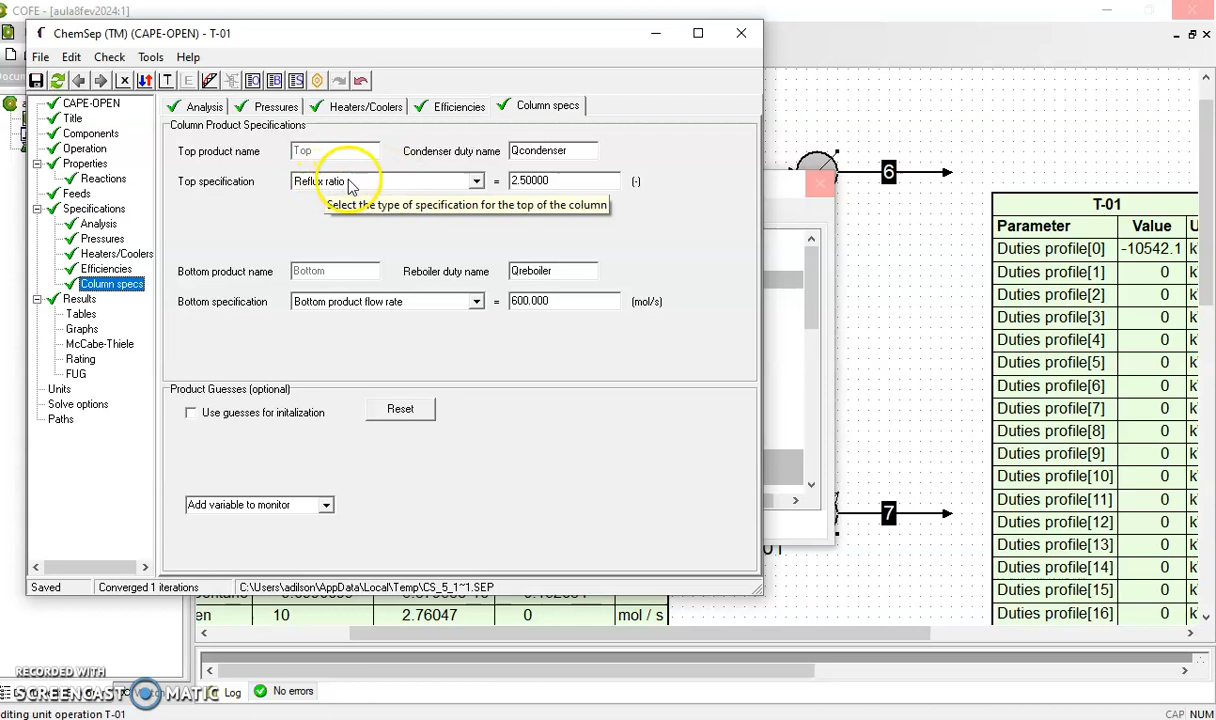 COFE - [aula8fev2024:1]
ChemSep (TM) (CAPE-OPEN) - T-01
File Edit Check Tools Help
CAPE-OPEN
Title
Components
Operation
Properties
Reactions
Feeds
Specifications
Analysis
Pressures
Heaters/Coolers
Efficiencies
Column specs
Results
Tables
Graphs
McCabe-Thiele
Rating
FUG
Units
Solve options
Paths
Analysis Pressures Heaters/Coolers Efficiencies Column specs
Column Product Specifications
Top product name Top Condenser duty name Qcondenser
Top specification Reflux ratio = 2.50000 (-)
Select the type of specification for the top of the column
Bottom product name Bottom Reboiler duty name Qreboiler
Bottom specification Bottom product flow rate = 600.000 (mol/s)
Product Guesses (optional)
Use guesses for initalization Reset
Add variable to monitor
Saved Converged 1 iterations C:\Users\adilson\AppData\Local\Temp\CS_5_1~1.SEP
6
7
T-01
Parameter Value U
Duties profile[0] -10542.1 k
Duties profile[1] 0 k
Duties profile[2] 0 k
Duties profile[3] 0 k
Duties profile[4] 0 k
Duties profile[5] 0 k
Duties profile[6] 0 k
Duties profile[7] 0 k
Duties profile[8] 0 k
Duties profile[9] 0 k
Duties profile[10] 0 k
Duties profile[11] 0 k
Duties profile[12] 0 k
Duties profile[13] 0 k
Duties profile[14] 0 k
Duties profile[15] 0 k
Duties profile[16] 0 k
en 10 2.76047 0 mol / s
RECORDED WITH
SCREENCAST MATIC
Log No errors
diting unit operation T-01
CAP NUM